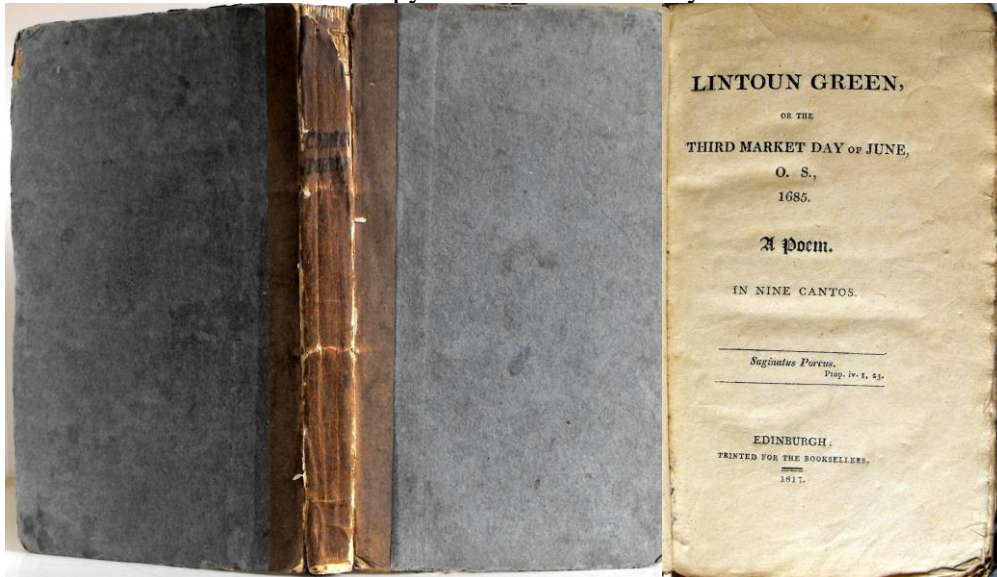 LINTOUN GREEN,
OR THE
THIRD MARKET DAY OF JUNE,
O. S.,
1685.
A Poem.
IN NINE CANTOS.
Saginatus Porcus.
Prop. iv. 1, 23.
EDINBURGH:
PRINTED FOR THE BOOKSELLERS.
1817.